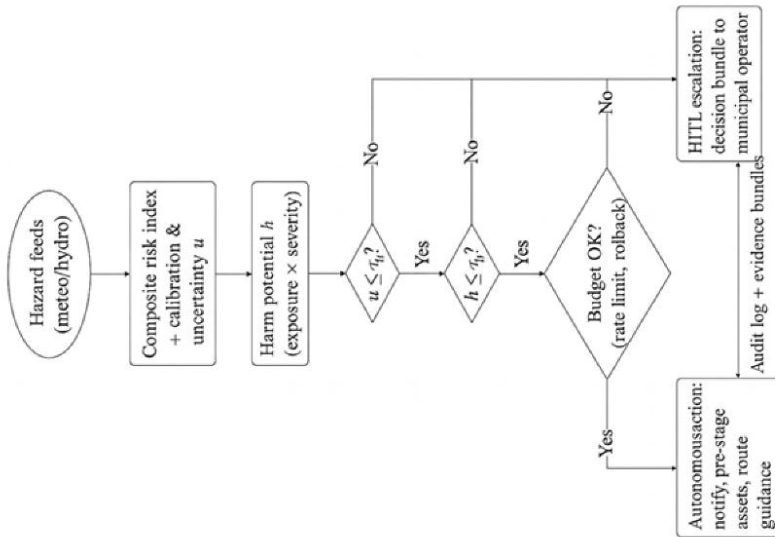 Hazard feeds
(meteo/hydro)
Composite risk index
+ calibration &
uncertainty u
Harm potential h
(exposure × severity)
u ≤
No
Yes
h ≤
No
Yes
Budget OK?
(rate limit, rollback)
Yes
No
Autonomousaction:
notify, pre-stage
assets, route
guidance
Audit log + evidence bundles
HITL escalation:
decision bundle to
municipal operator